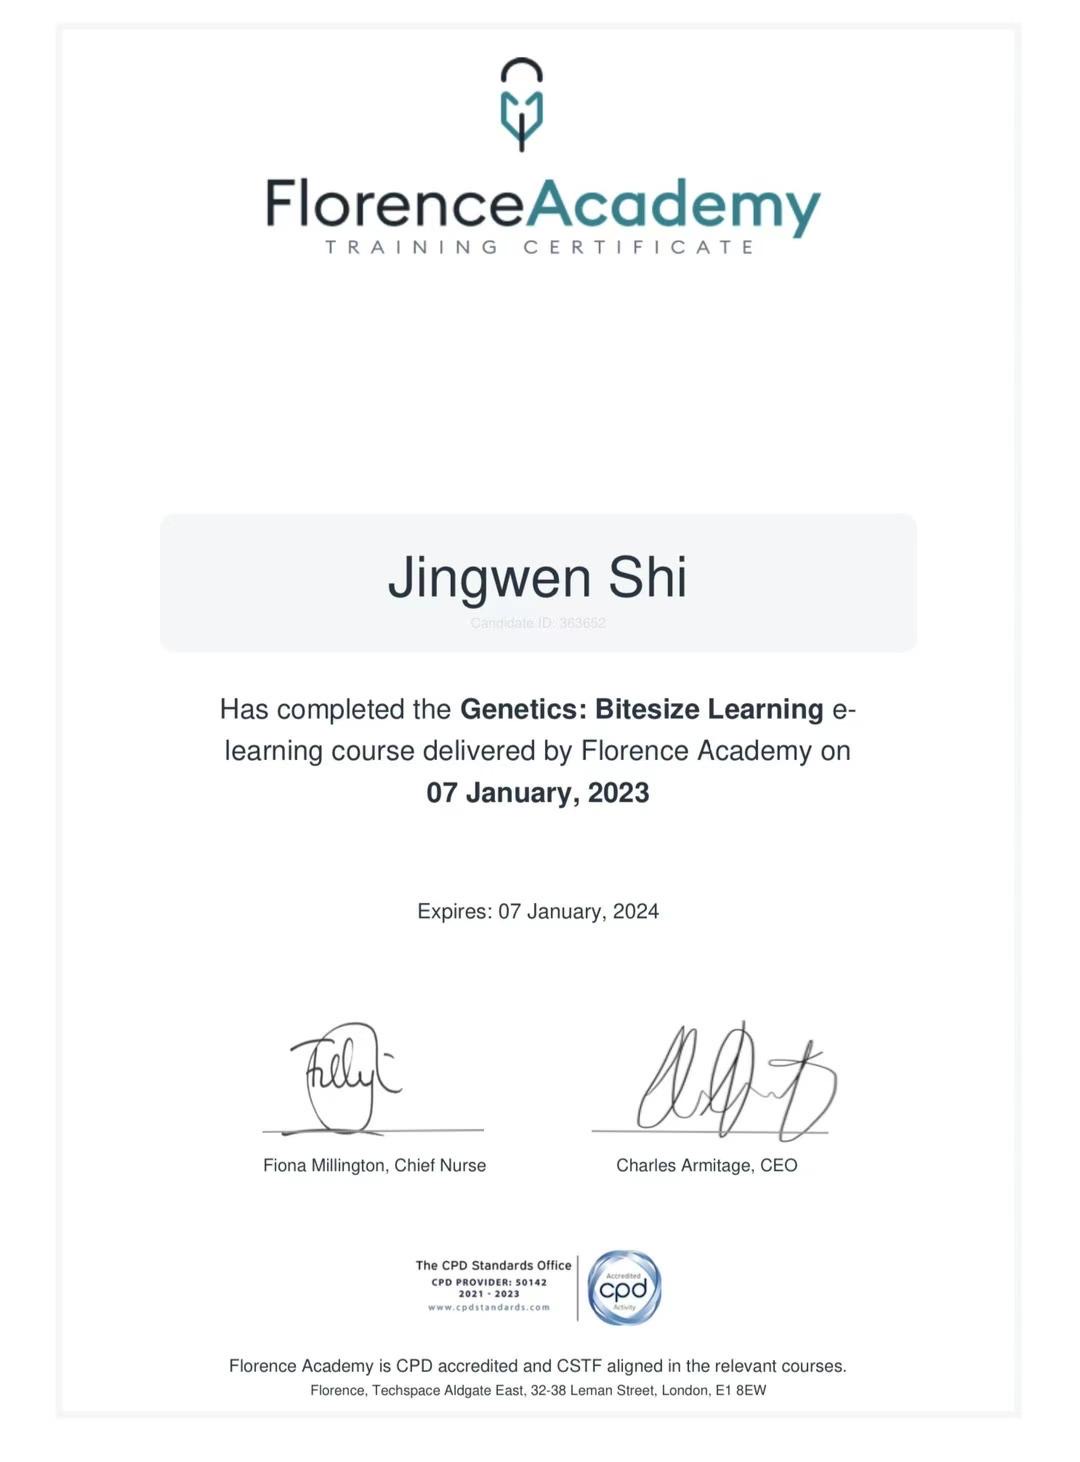 FlorenceAcademy
TRAINING CERTIFICATE
Jingwen Shi
Candidate ID: 363652
Has completed the Genetics: Bitesize Learning e-
learning course delivered by Florence Academy on
07 January, 2023
Expires: 07 January, 2024
Fiona Millington, Chief Nurse
Charles Armitage, CEO
The CPD Standards Office
CPD PROVIDER: 50142
2021 - 2023
www.cpdstandards.com
Accredited
cpd
Activity
Florence Academy is CPD accredited and CSTF aligned in the relevant courses.
Florence, Techspace Aldgate East, 32-38 Leman Street, London, E1 8EW